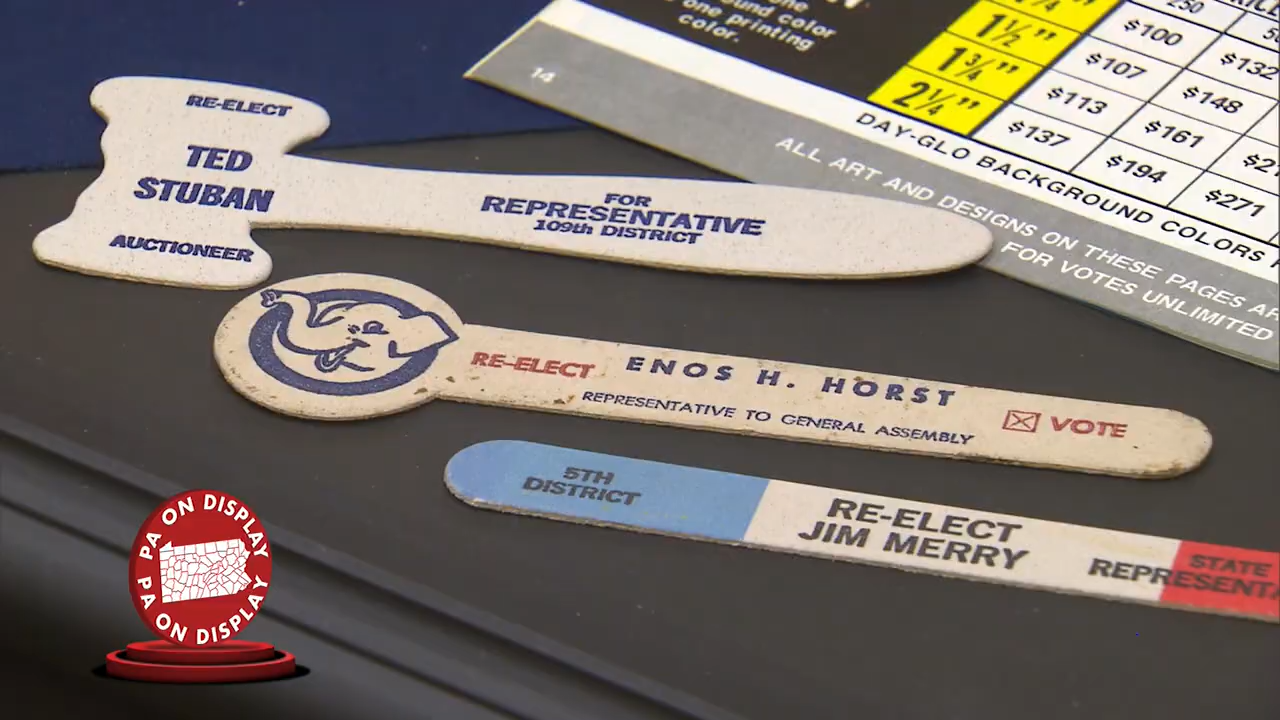 RE-ELECT
TED
STUBAN
AUCTIONEER
FOR
REPRESENTATIVE
109th DISTRICT
RE-ELECT ENOS H. HORST
REPRESENTATIVE TO GENERAL ASSEMBLY
VOTE
5TH
DISTRICT
RE-ELECT
JIM MERRY
STATE
14
one printing
color.
250
1½” $100
1¾” $107 $148
2¼” $113 $161
$137 $194 $271
$132
DAY-GLO BACKGROUND COLORS
ALL ART AND DESIGNS ON THESE PAGES
FOR VOTES UNLIMITED
PA ON DISPLAY
PA ON DISPLAY